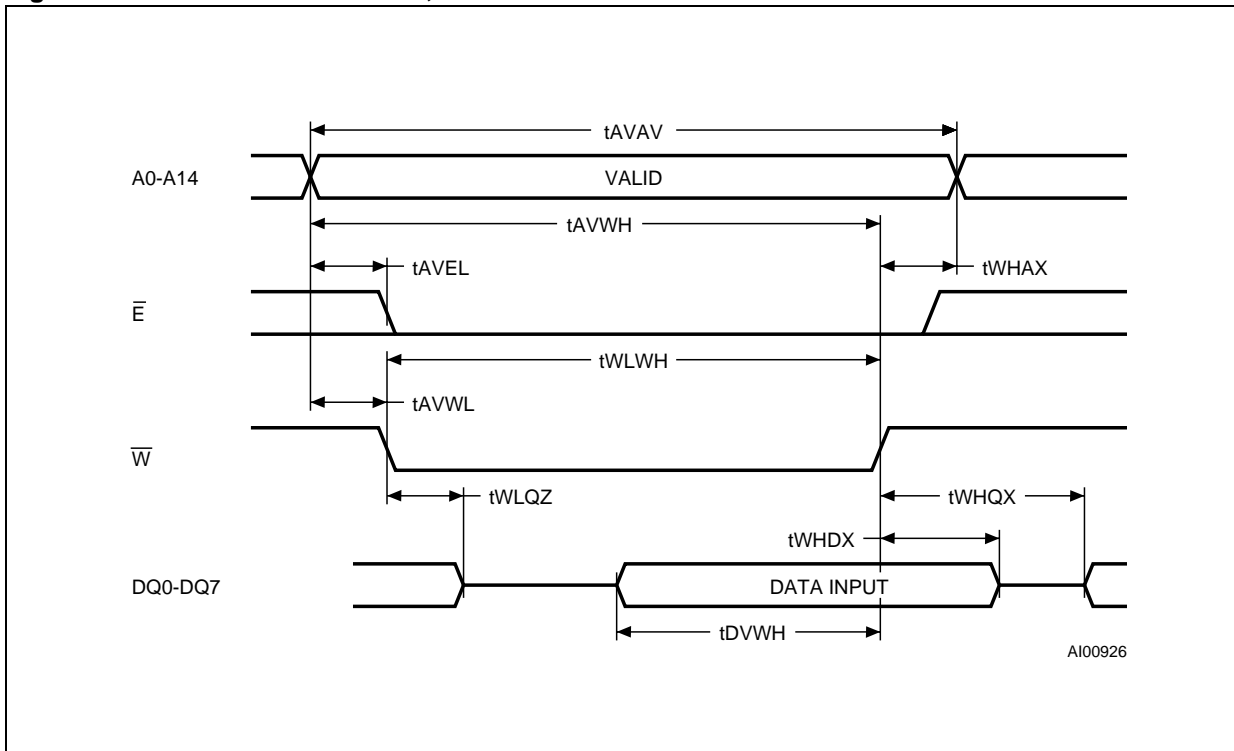 tAVAV
A0-A14
VALID
tAVWH
tAVEL
tWHAX
E̅
tWLWH
tAVWL
W̅
tWLQZ
tWHQX
tWHDX
DQ0-DQ7
DATA INPUT
tDVWH
AI00926